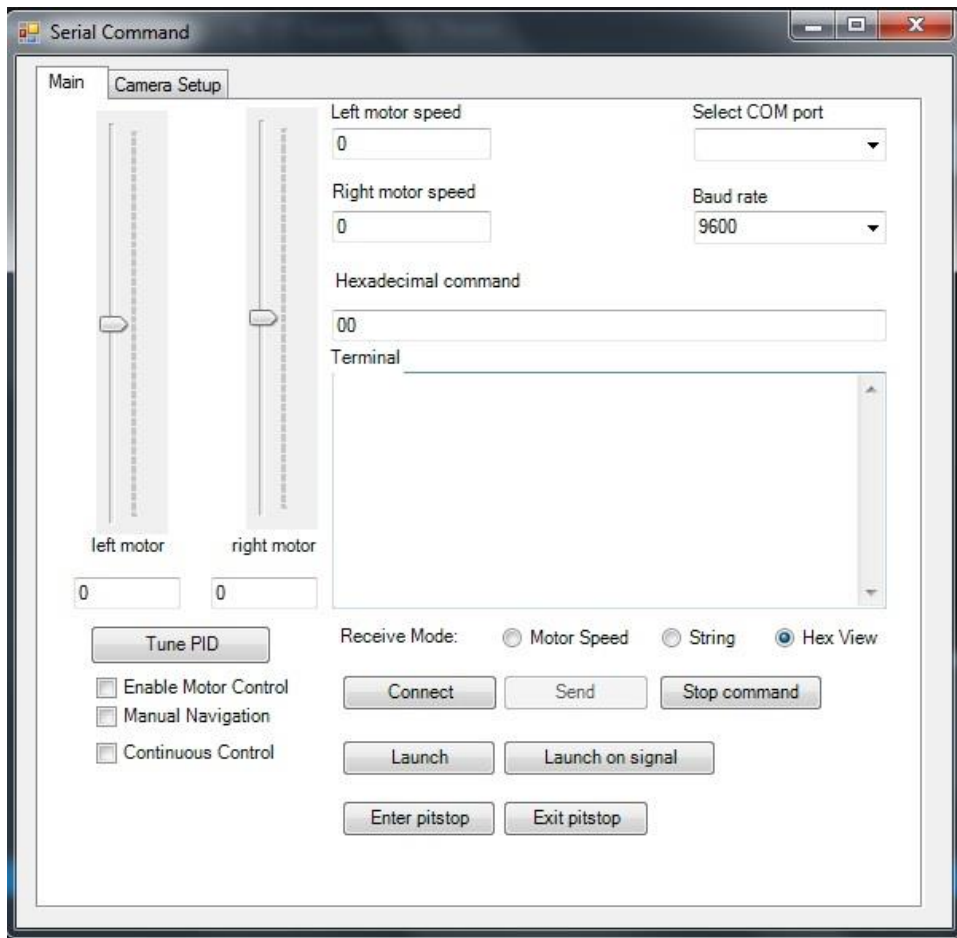 Serial Command
Main
Camera Setup
Left motor speed
0
Select COM port
Right motor speed
0
Baud rate
9600
Hexadecimal command
00
Terminal
left motor
right motor
0
0
Tune PID
Receive Mode:
Motor Speed
String
Hex View
Enable Motor Control
Manual Navigation
Continuous Control
Connect
Send
Stop command
Launch
Launch on signal
Enter pitstop
Exit pitstop